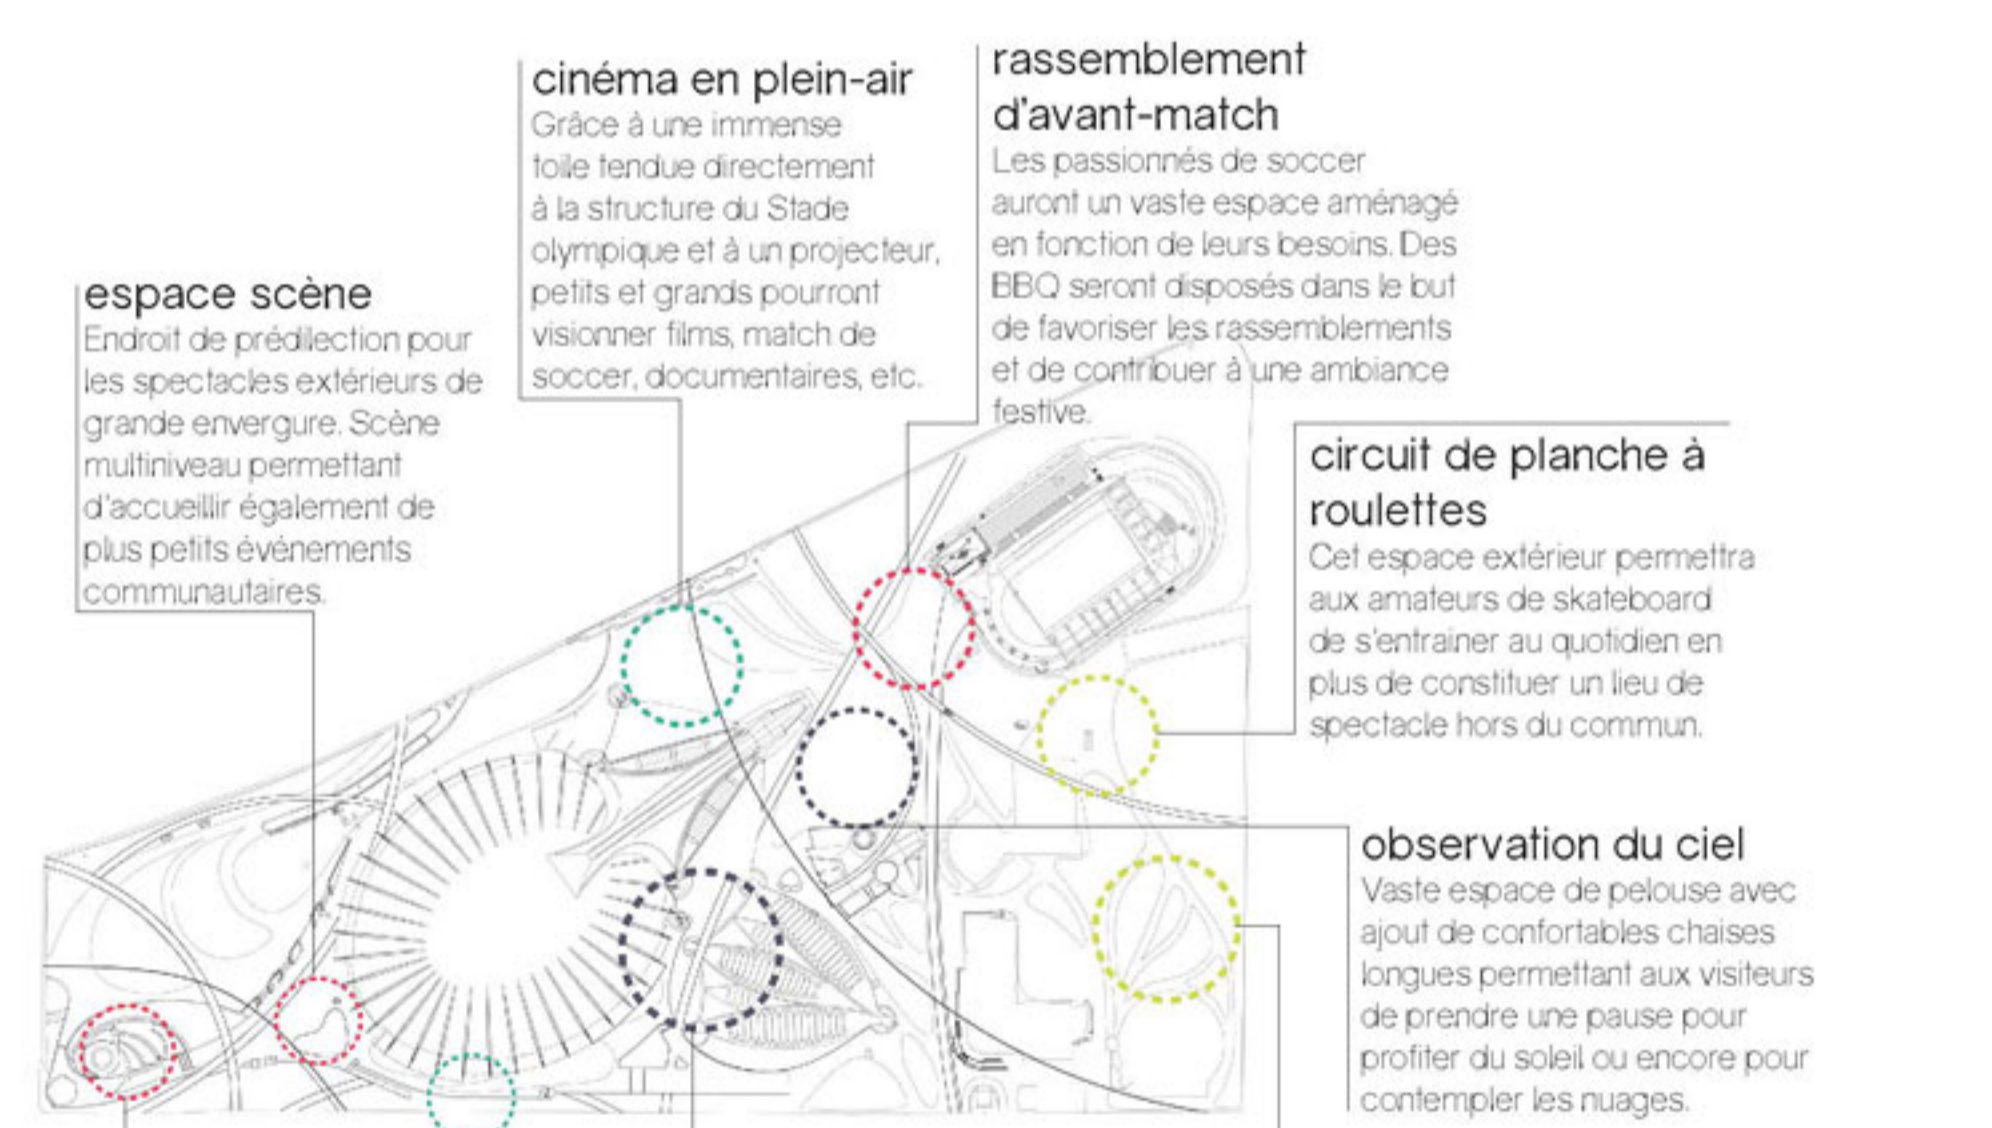 cinéma en plein-air
Grâce à une immense
toile tendue directement
à la structure du Stade
olympique et à un projecteur,
petits et grands pourront
visionner films, match de
soccer, documentaires, etc.
rassemblement
d'avant-match
Les passionnés de soccer
auront un vaste espace aménagé
en fonction de leurs besoins. Des
BBQ seront disposés dans le but
de favoriser les rassemblements
et de contribuer à une ambiance
festive.
espace scène
Endroit de prédilection pour
les spectacles extérieurs de
grande envergure. Scène
multiniveau permettant
d'accueillir également de
plus petits événements
communautaires.
circuit de planche à
roulettes
Cet espace extérieur permettra
aux amateurs de skateboard
de s'entrainer au quotidien en
plus de constituer un lieu de
spectacle hors du commun.
observation du ciel
Vaste espace de pelouse avec
ajout de confortables chaises
longues permettant aux visiteurs
de prendre une pause pour
profiter du soleil ou encore pour
contempler les nuages.